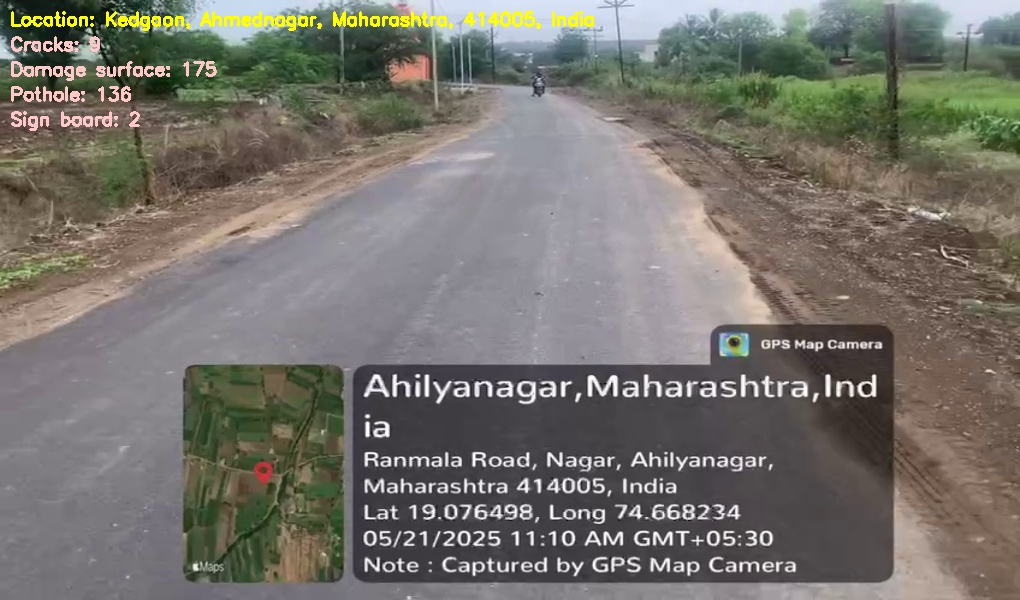 Location: Kedgaon, Ahmednagar, Maharashtra, 414005, India
Cracks: 9
Damage surface: 175
Pothole: 136
Sign board: 2
GPS Map Camera
Ahilyanagar,Maharashtra,Ind
ia
Ranmala Road, Nagar, Ahilyanagar,
Maharashtra 414005, India
Lat 19.076498, Long 74.668234
05/21/2025 11:10 AM GMT+05:30
Note : Captured by GPS Map Camera
Maps